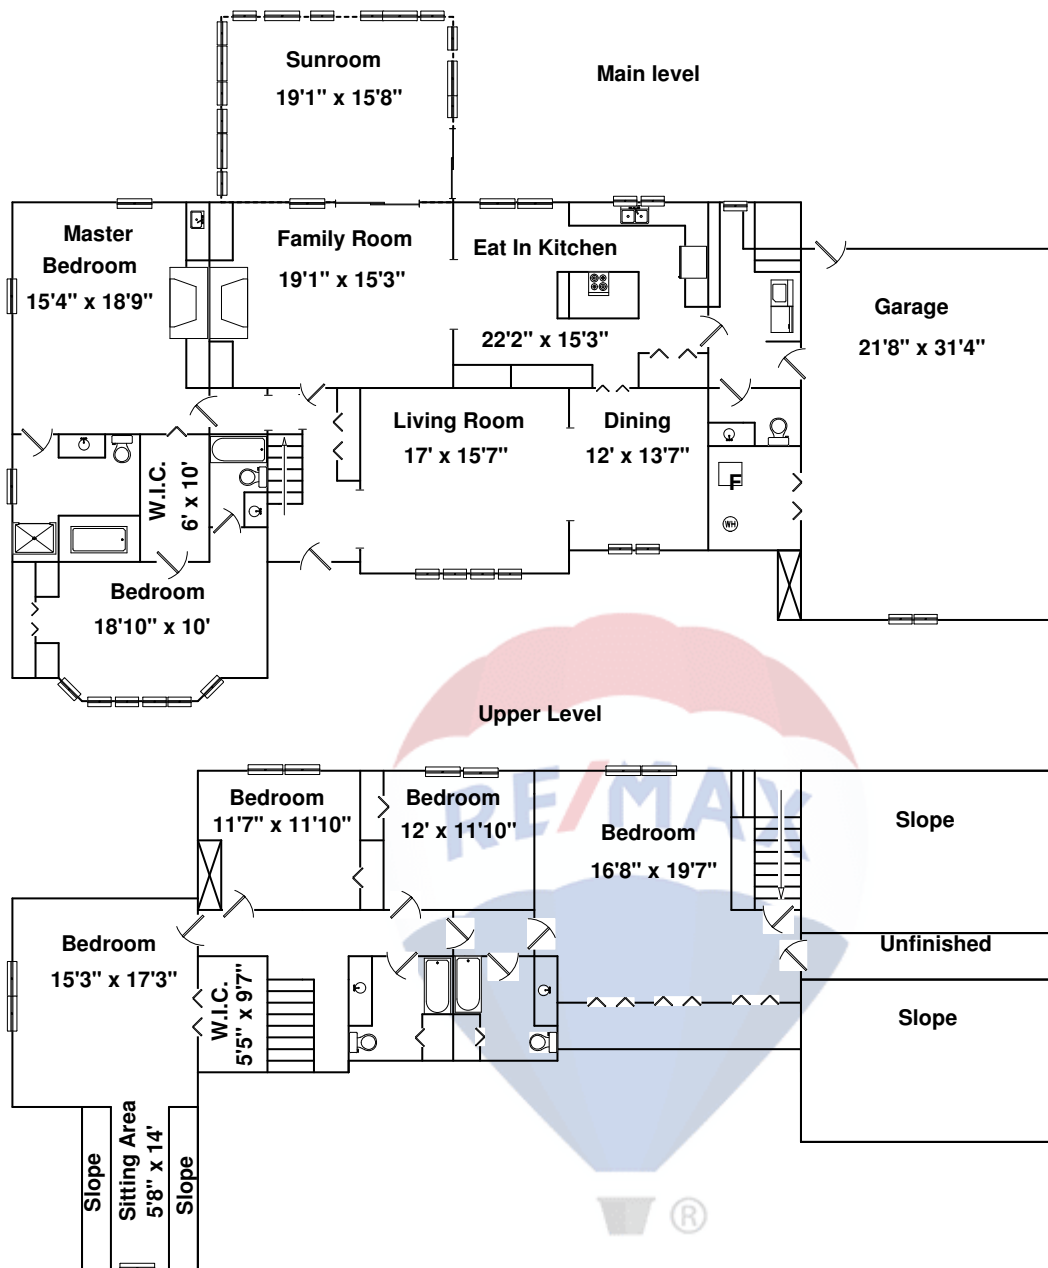 Main level
Sunroom
19'1" x 15'8"
Master
Bedroom
15'4" x 18'9"
Family Room
19'1" x 15'3"
Eat In Kitchen
22'2" x 15'3"
Garage
21'8" x 31'4"
Living Room
17' x 15'7"
Dining
12' x 13'7"
W.I.C.
6' x 10'
F
WH
Bedroom
18'10" x 10'
Upper Level
RE/MAX
Bedroom
11'7" x 11'10"
Bedroom
12' x 11'10"
Bedroom
16'8" x 19'7"
Slope
Unfinished
Slope
Bedroom
15'3" x 17'3"
W.I.C.
5'5" x 9'7"
Slope
Sitting Area
5'8" x 14'
Slope
®